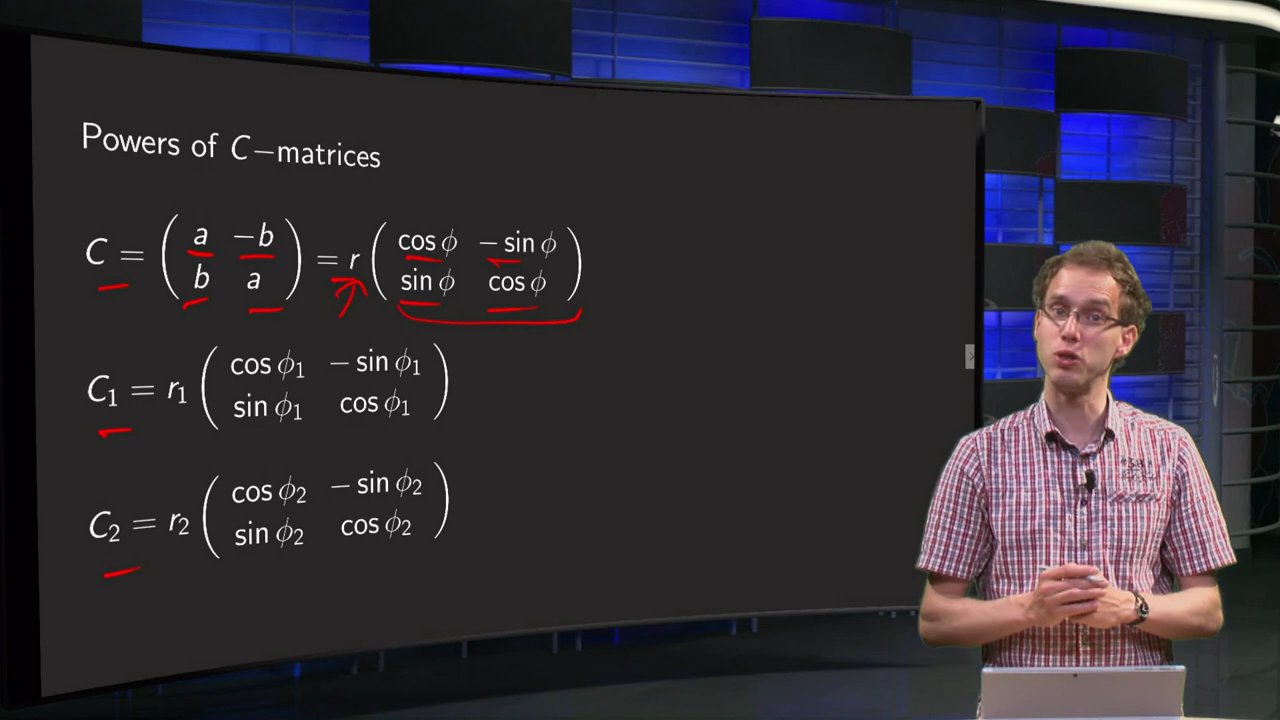 Powers of C−matrices
C = ( a −b ; b a ) = r ( cos ϕ − sin ϕ ; sin ϕ cos ϕ )
C₁ = r₁ ( cos ϕ₁ − sin ϕ₁ ; sin ϕ₁ cos ϕ₁ )
C₂ = r₂ ( cos ϕ₂ − sin ϕ₂ ; sin ϕ₂ cos ϕ₂ )